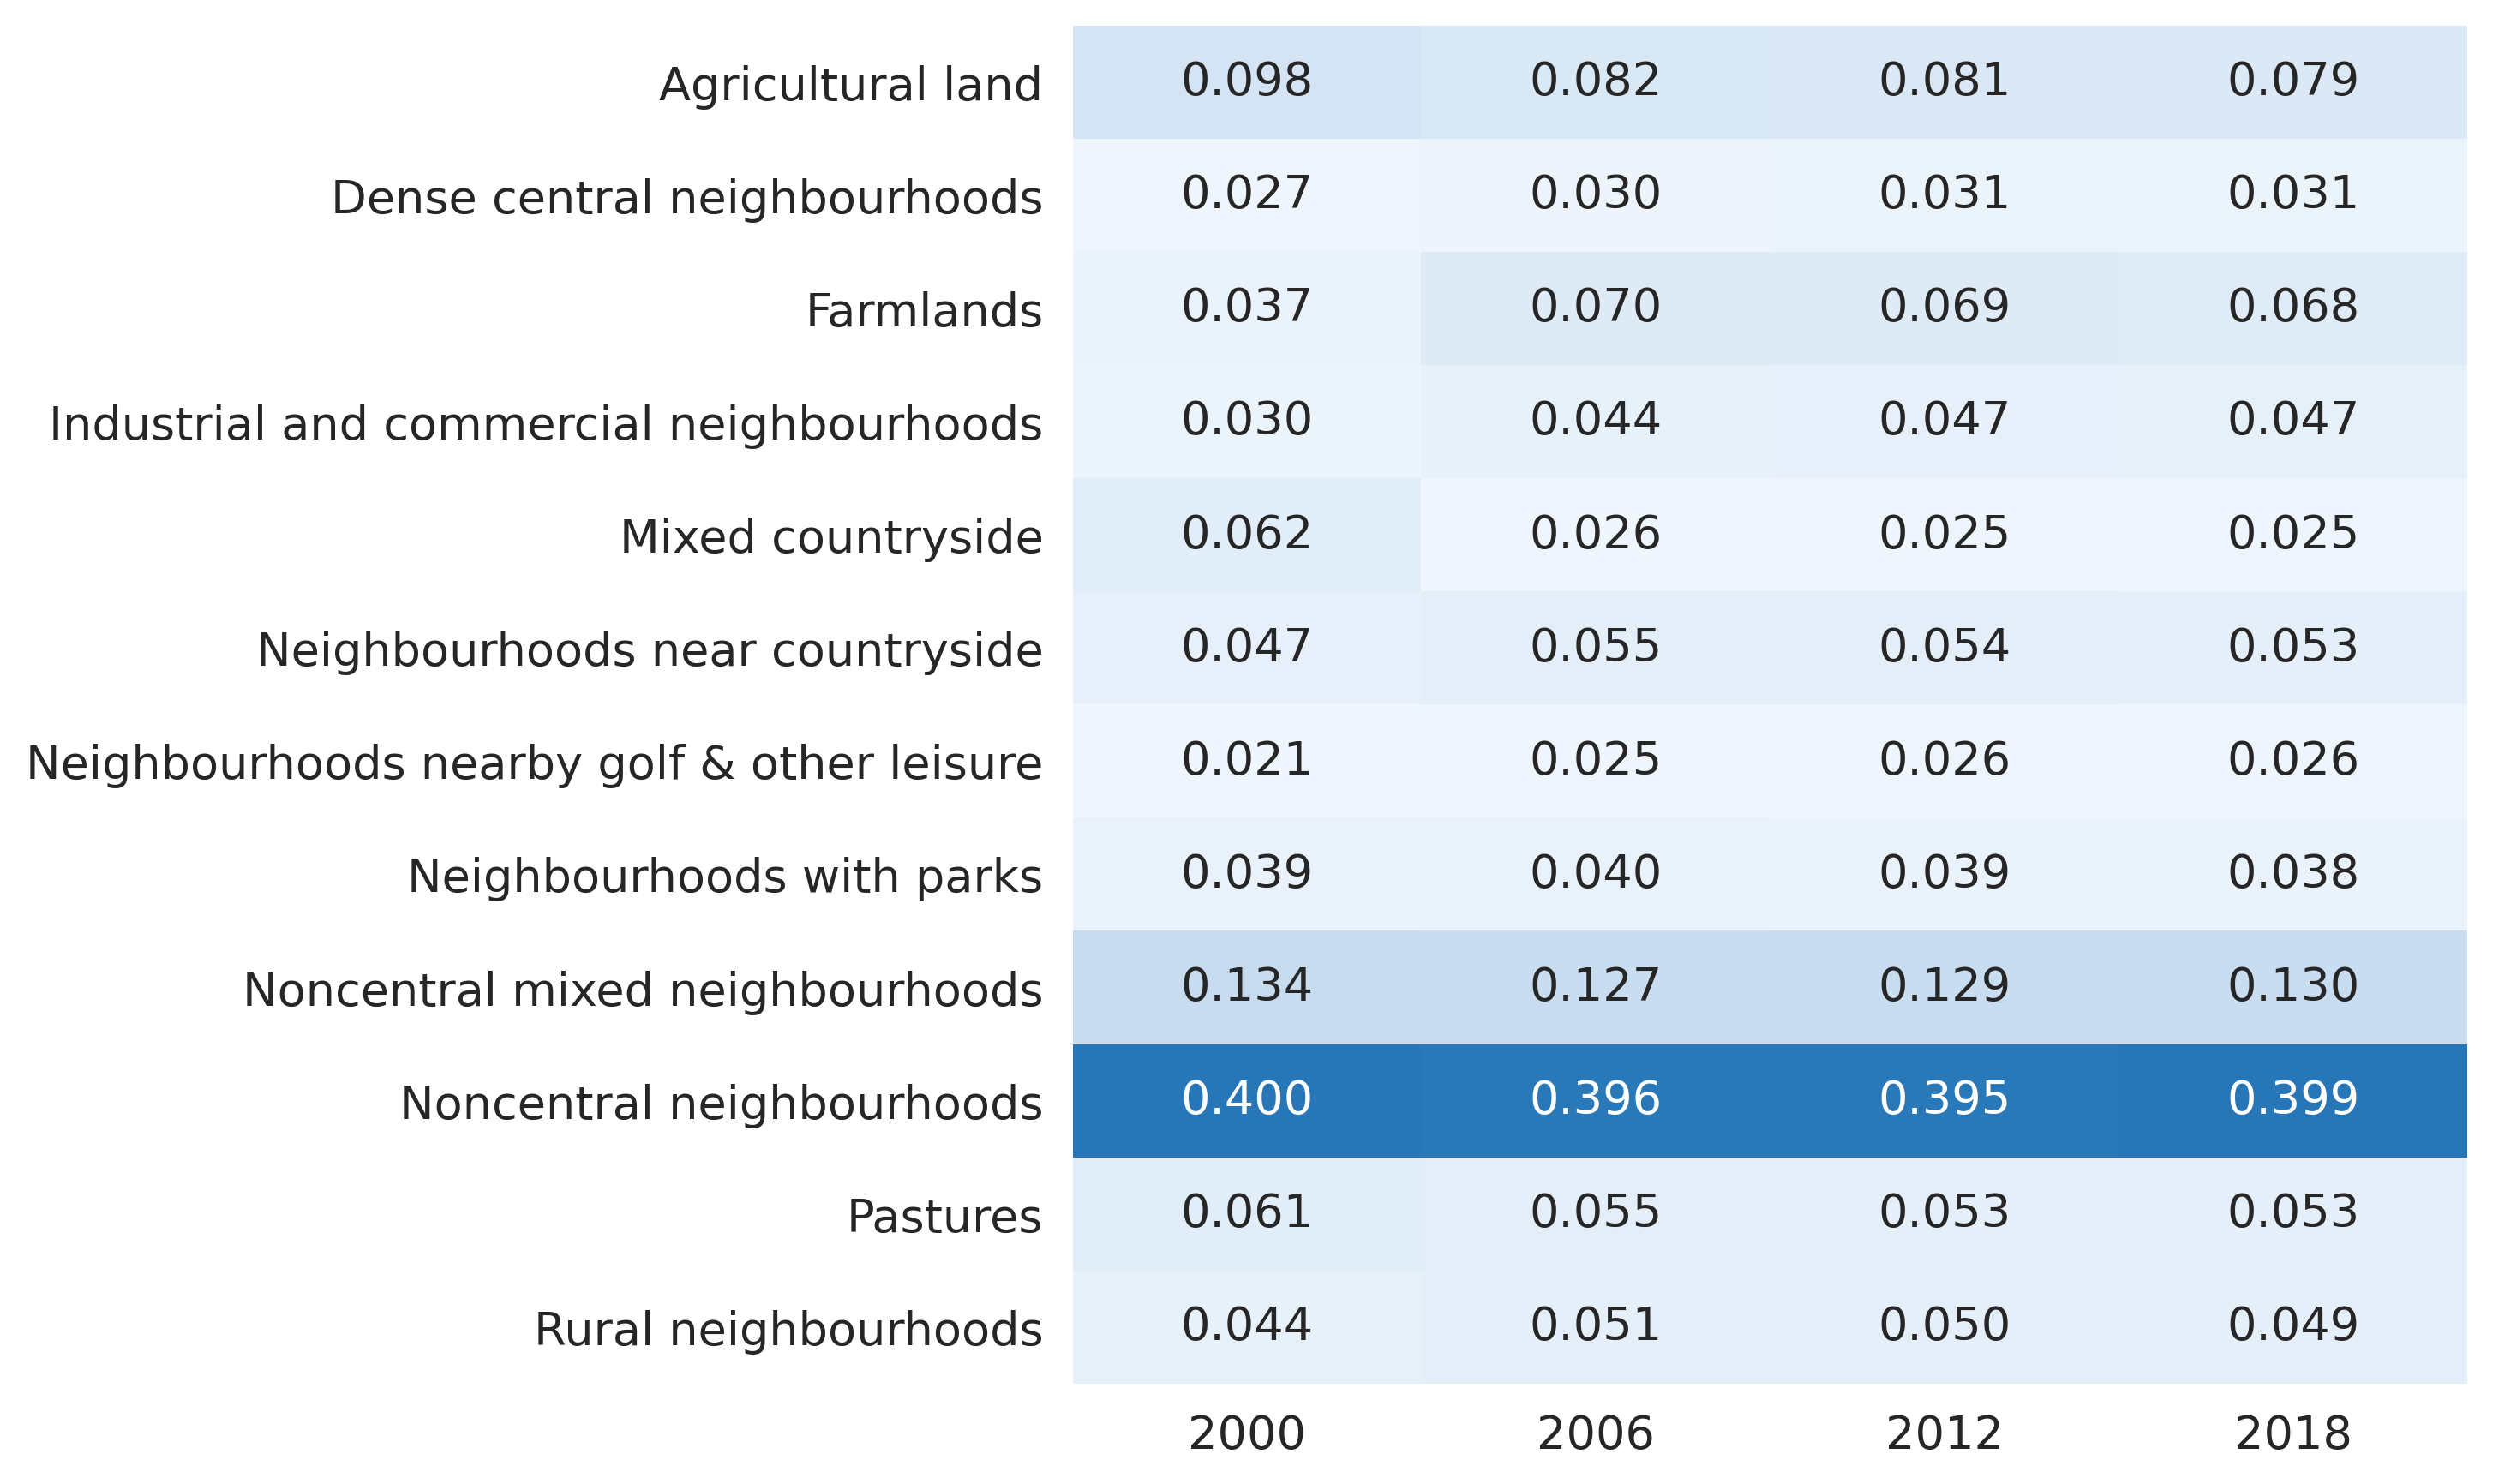 Agricultural land 0.098 0.082 0.081 0.079
Dense central neighbourhoods 0.027 0.030 0.031 0.031
Farmlands 0.037 0.070 0.069 0.068
Industrial and commercial neighbourhoods 0.030 0.044 0.047 0.047
Mixed countryside 0.062 0.026 0.025 0.025
Neighbourhoods near countryside 0.047 0.055 0.054 0.053
Neighbourhoods nearby golf & other leisure 0.021 0.025 0.026 0.026
Neighbourhoods with parks 0.039 0.040 0.039 0.038
Noncentral mixed neighbourhoods 0.134 0.127 0.129 0.130
Noncentral neighbourhoods 0.400 0.396 0.395 0.399
Pastures 0.061 0.055 0.053 0.053
Rural neighbourhoods 0.044 0.051 0.050 0.049
2000 2006 2012 2018